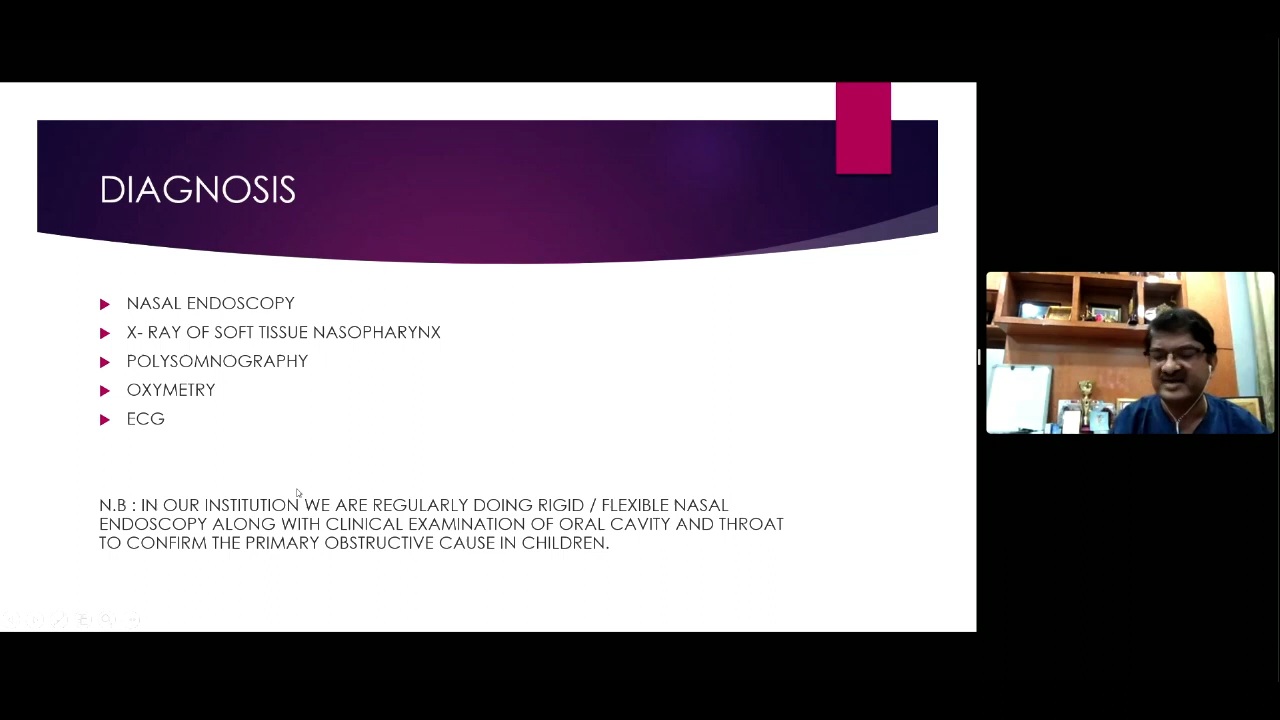 DIAGNOSIS
NASAL ENDOSCOPY
X- RAY OF SOFT TISSUE NASOPHARYNX
POLYSOMNOGRAPHY
OXYMETRY
ECG
N.B : IN OUR INSTITUTION WE ARE REGULARLY DOING RIGID / FLEXIBLE NASAL
ENDOSCOPY ALONG WITH CLINICAL EXAMINATION OF ORAL CAVITY AND THROAT
TO CONFIRM THE PRIMARY OBSTRUCTIVE CAUSE IN CHILDREN.